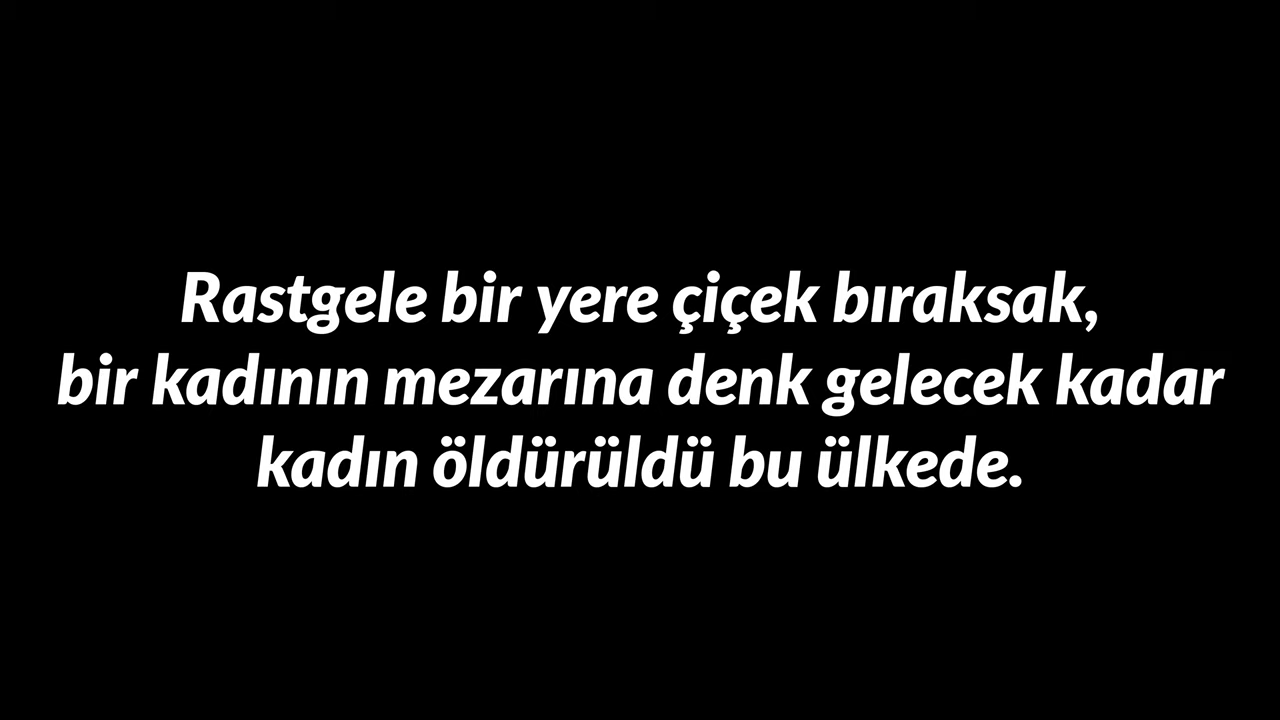 Rastgele bir yere çiçek bıraksak,
bir kadının mezarına denk gelecek kadar
kadın öldürüldü bu ülkede.